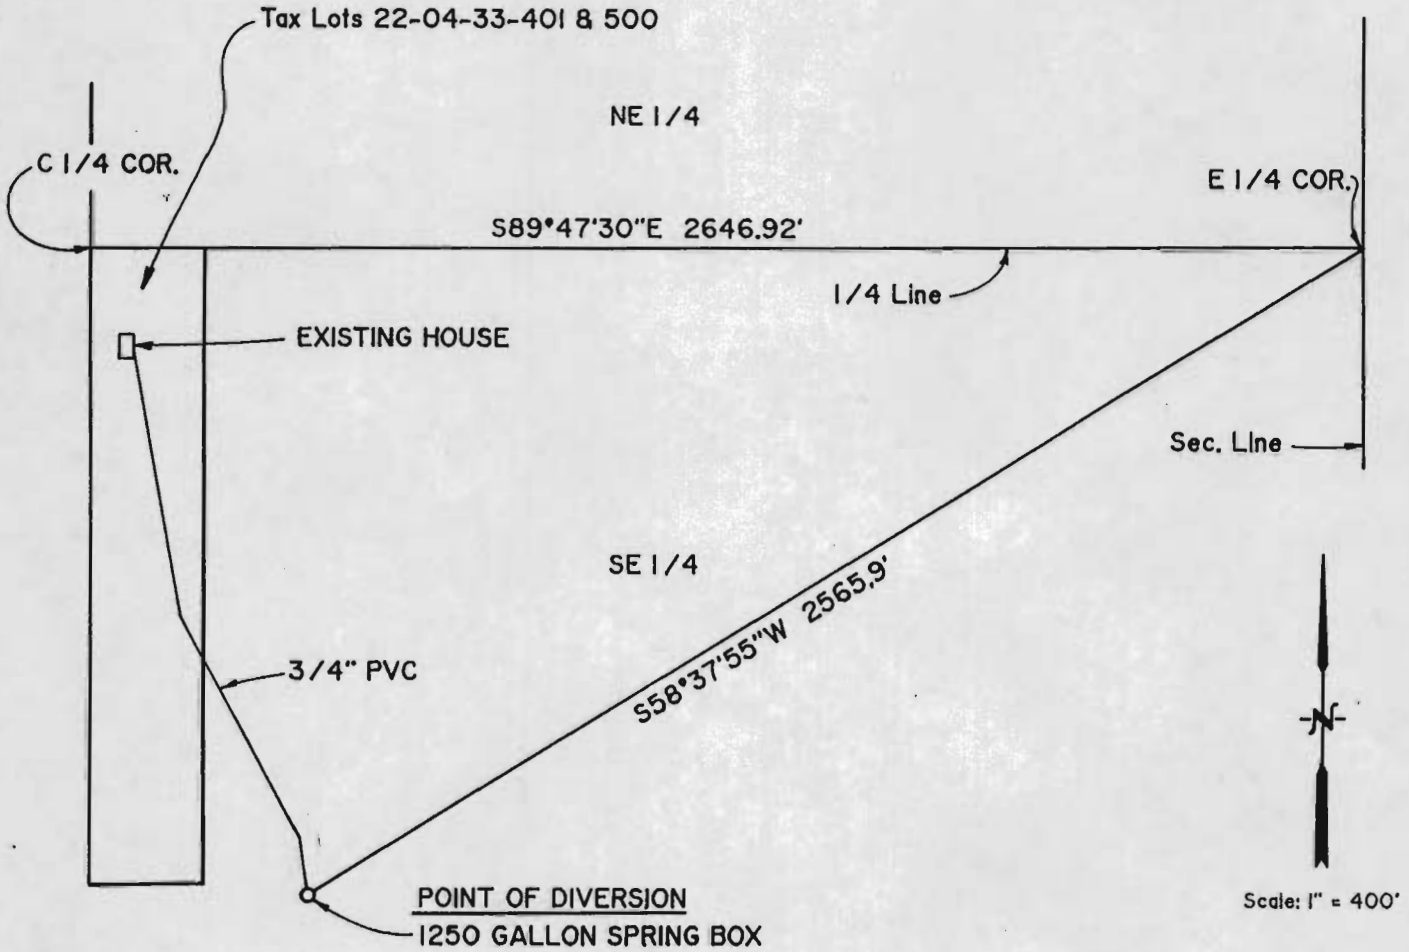 Tax Lots 22-04-33-401 & 500
NE 1/4
C 1/4 COR.
E 1/4 COR.
S89°47'30"E 2646.92'
1/4 Line
EXISTING HOUSE
Sec. Line
SE 1/4
S58°37'55"W 2565.9'
3/4" PVC
N
POINT OF DIVERSION
1250 GALLON SPRING BOX
Scale: 1" = 400'